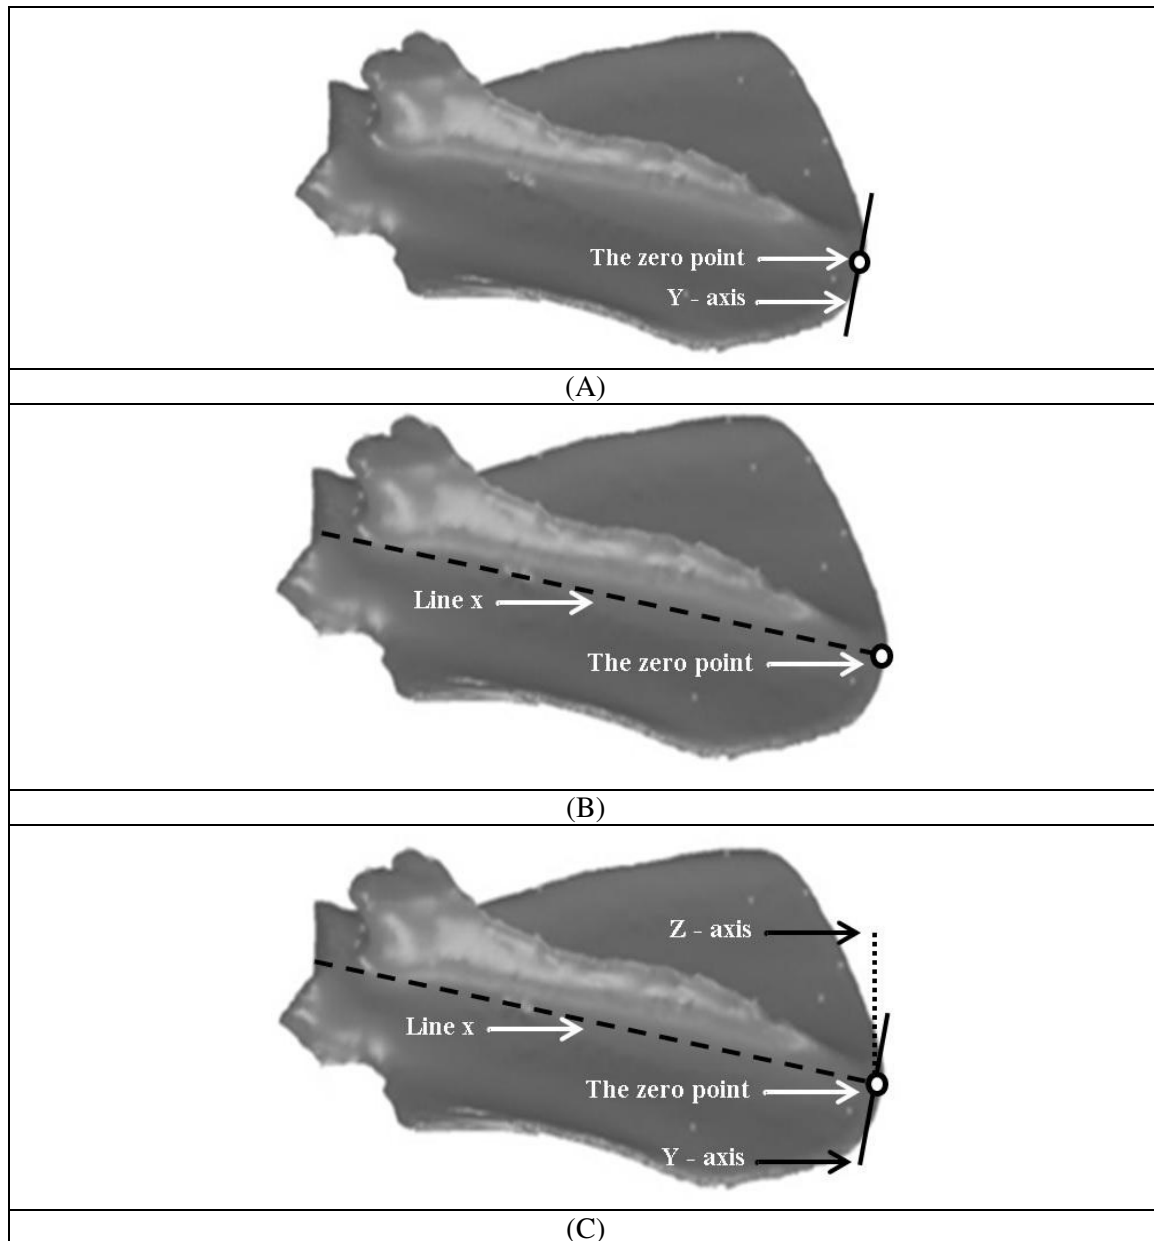 The zero point
Y - axis
(A)
Line x
The zero point
(B)
Z - axis
Line x
The zero point
Y - axis
(C)